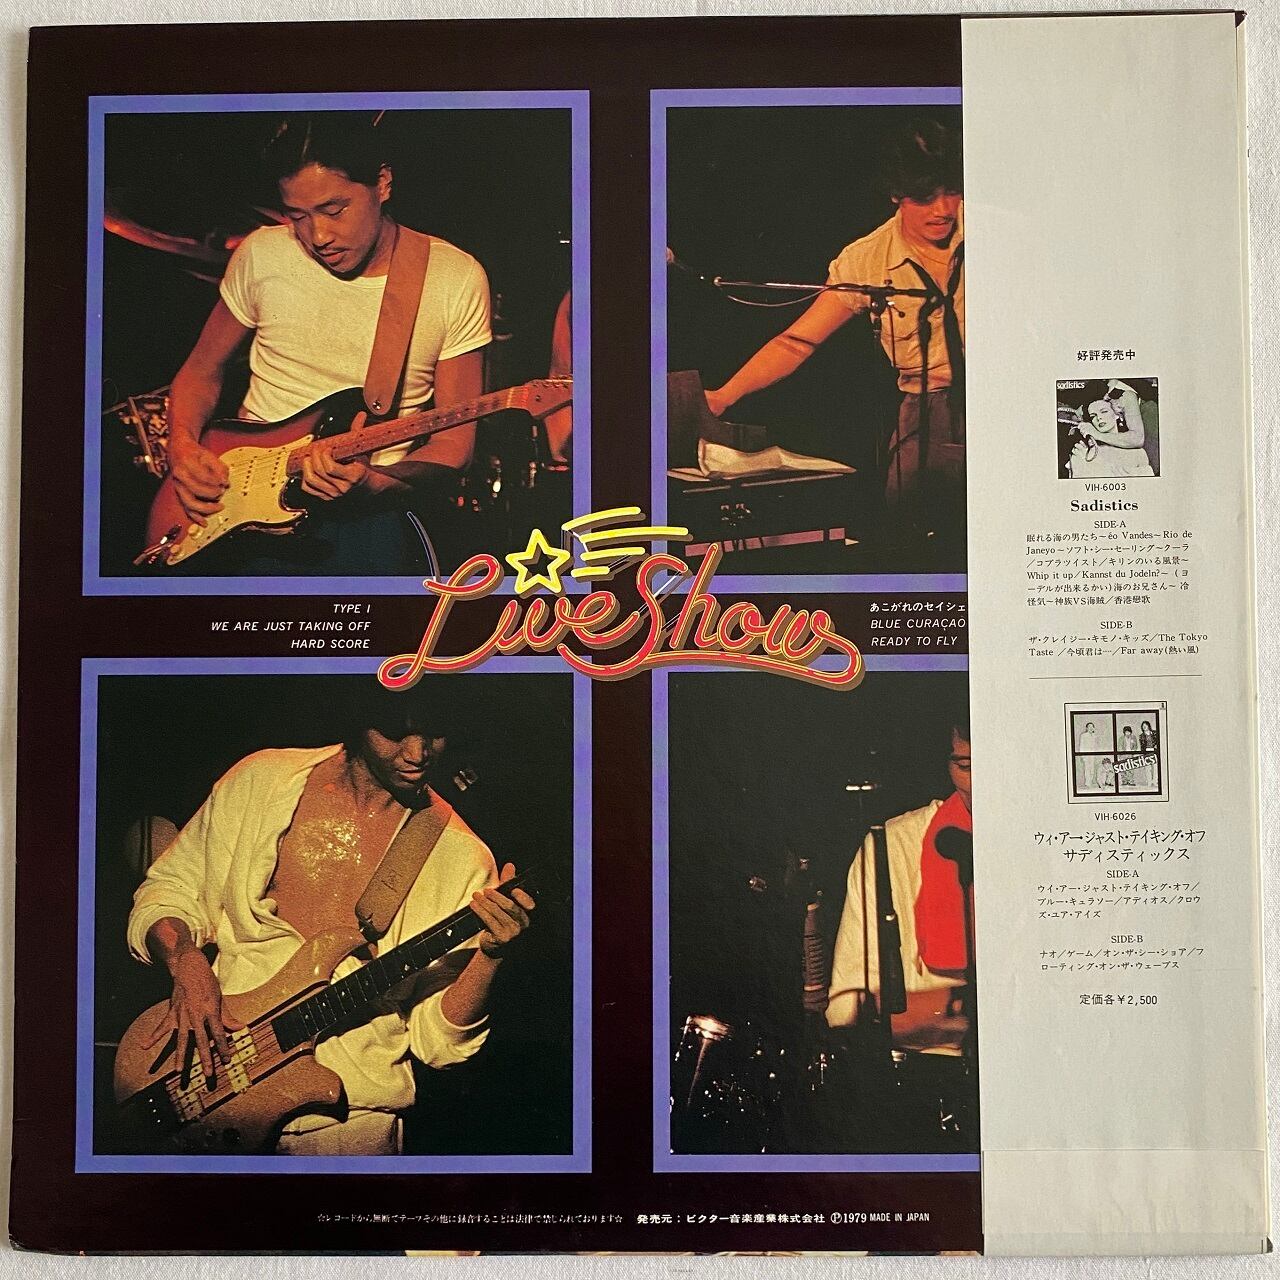 TYPE I
WE ARE JUST TAKING OFF
HARD SCORE
Live Show
あこがれのセイシェ
BLUE CURAÇAO
READY TO FLY
☆レコードから無断でテープその他に録音することは法律で禁じられております☆ 発売元：ビクター音楽産業株式会社 Ⓟ1979 MADE IN JAPAN
好評発売中
sadistics
VIH-6003
Sadistics
SIDE-A
眠れる海の男たち〜éo Vandes〜Rio de
Janeyo〜ソフト・シー・セーリング〜クーラ
／コブラツイスト／キリンのいる風景〜
Whip it up／Kannst du Jodeln?〜（ヨ
ーデルが出来るかい）海のお兄さん〜 冷
怪気〜神族VS海賊／香港戀歌
SIDE-B
ザ・クレイジー・キモノ・キッズ／The Tokyo
Taste ／今頃君は…／Far away(熱い風)
sadistics
VIH-6026
ウィ・アー・ジャスト・テイキング・オフ
サディスティックス
SIDE-A
ウイ・アー・ジャスト・テイキング・オフ／
ブルー・キュラソー／アディオス／クロウ
ズ・ユア・アイズ
SIDE-B
ナオ／ゲーム／オン・ザ・シー・ショア／フ
ローティング・オン・ザ・ウェーブス
定価各￥2,500